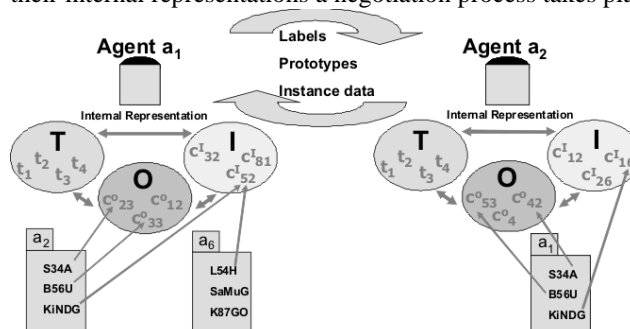 their internal representations a negotiation process takes pla
Labels
Agent a1
Agent a2
Prototypes
Instance data
Internal Representation
Internal Representation
T
I
T
I
t1 t2 t3 t4
cI32 cI81 cI52
t1 t2 t3 t4
cI12 cI16 cI26
O
O
co23 co12 co33
co53 co42 co4
a2
a6
a1
S34A
B56U
KiNDG
L54H
SaMuG
K87GO
S34A
B56U
KiNDG